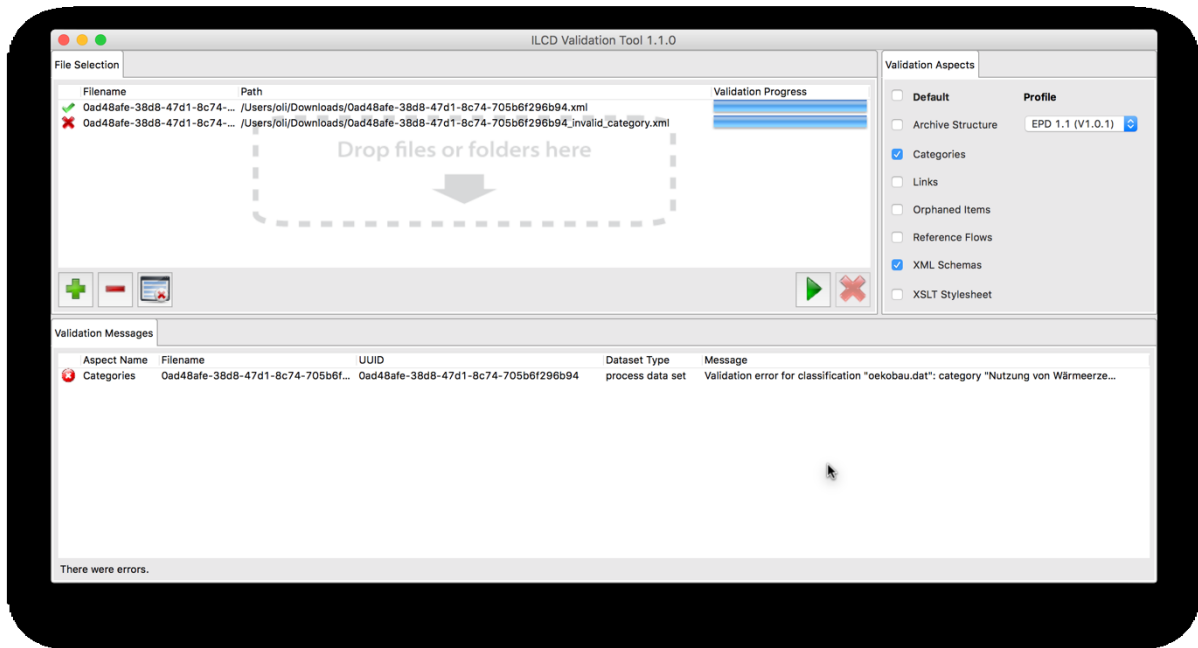 ILCD Validation Tool 1.1.0
File Selection
Filename Path Validation Progress
0ad48afe-38d8-47d1-8c74-... /Users/oli/Downloads/0ad48afe-38d8-47d1-8c74-705b6f296b94.xml
0ad48afe-38d8-47d1-8c74-... /Users/oli/Downloads/0ad48afe-38d8-47d1-8c74-705b6f296b94_invalid_category.xml
Drop files or folders here
Validation Aspects
Default Profile
Archive Structure EPD 1.1 (V1.0.1)
Categories
Links
Orphaned Items
Reference Flows
XML Schemas
XSLT Stylesheet
Validation Messages
Aspect Name Filename UUID Dataset Type Message
Categories 0ad48afe-38d8-47d1-8c74-705b6f... 0ad48afe-38d8-47d1-8c74-705b6f296b94 process data set Validation error for classification "oekobau.dat": category "Nutzung von Wärmeerze...
There were errors.